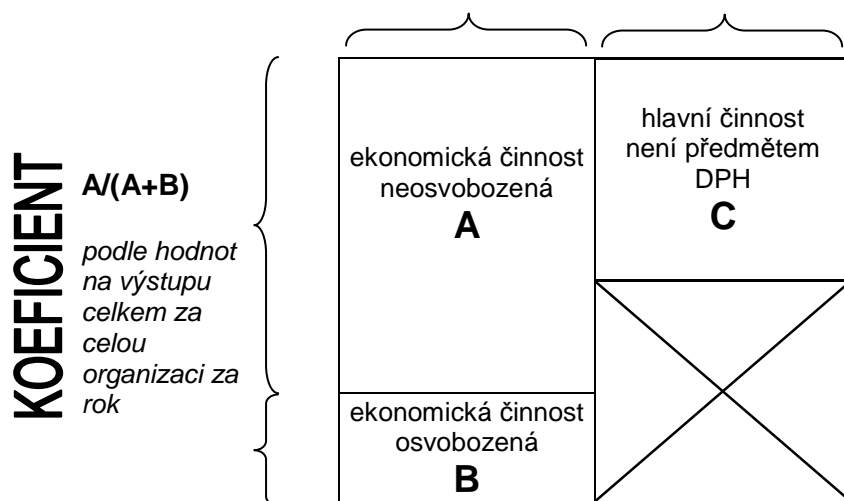 KOEFICIENT
A/(A+B)
podle hodnot
na výstupu
celkem za
celou
organizaci za
rok
ekonomická činnost
neosvobozená
A
hlavní činnost
není předmětem
DPH
C
ekonomická činnost
osvobozená
B